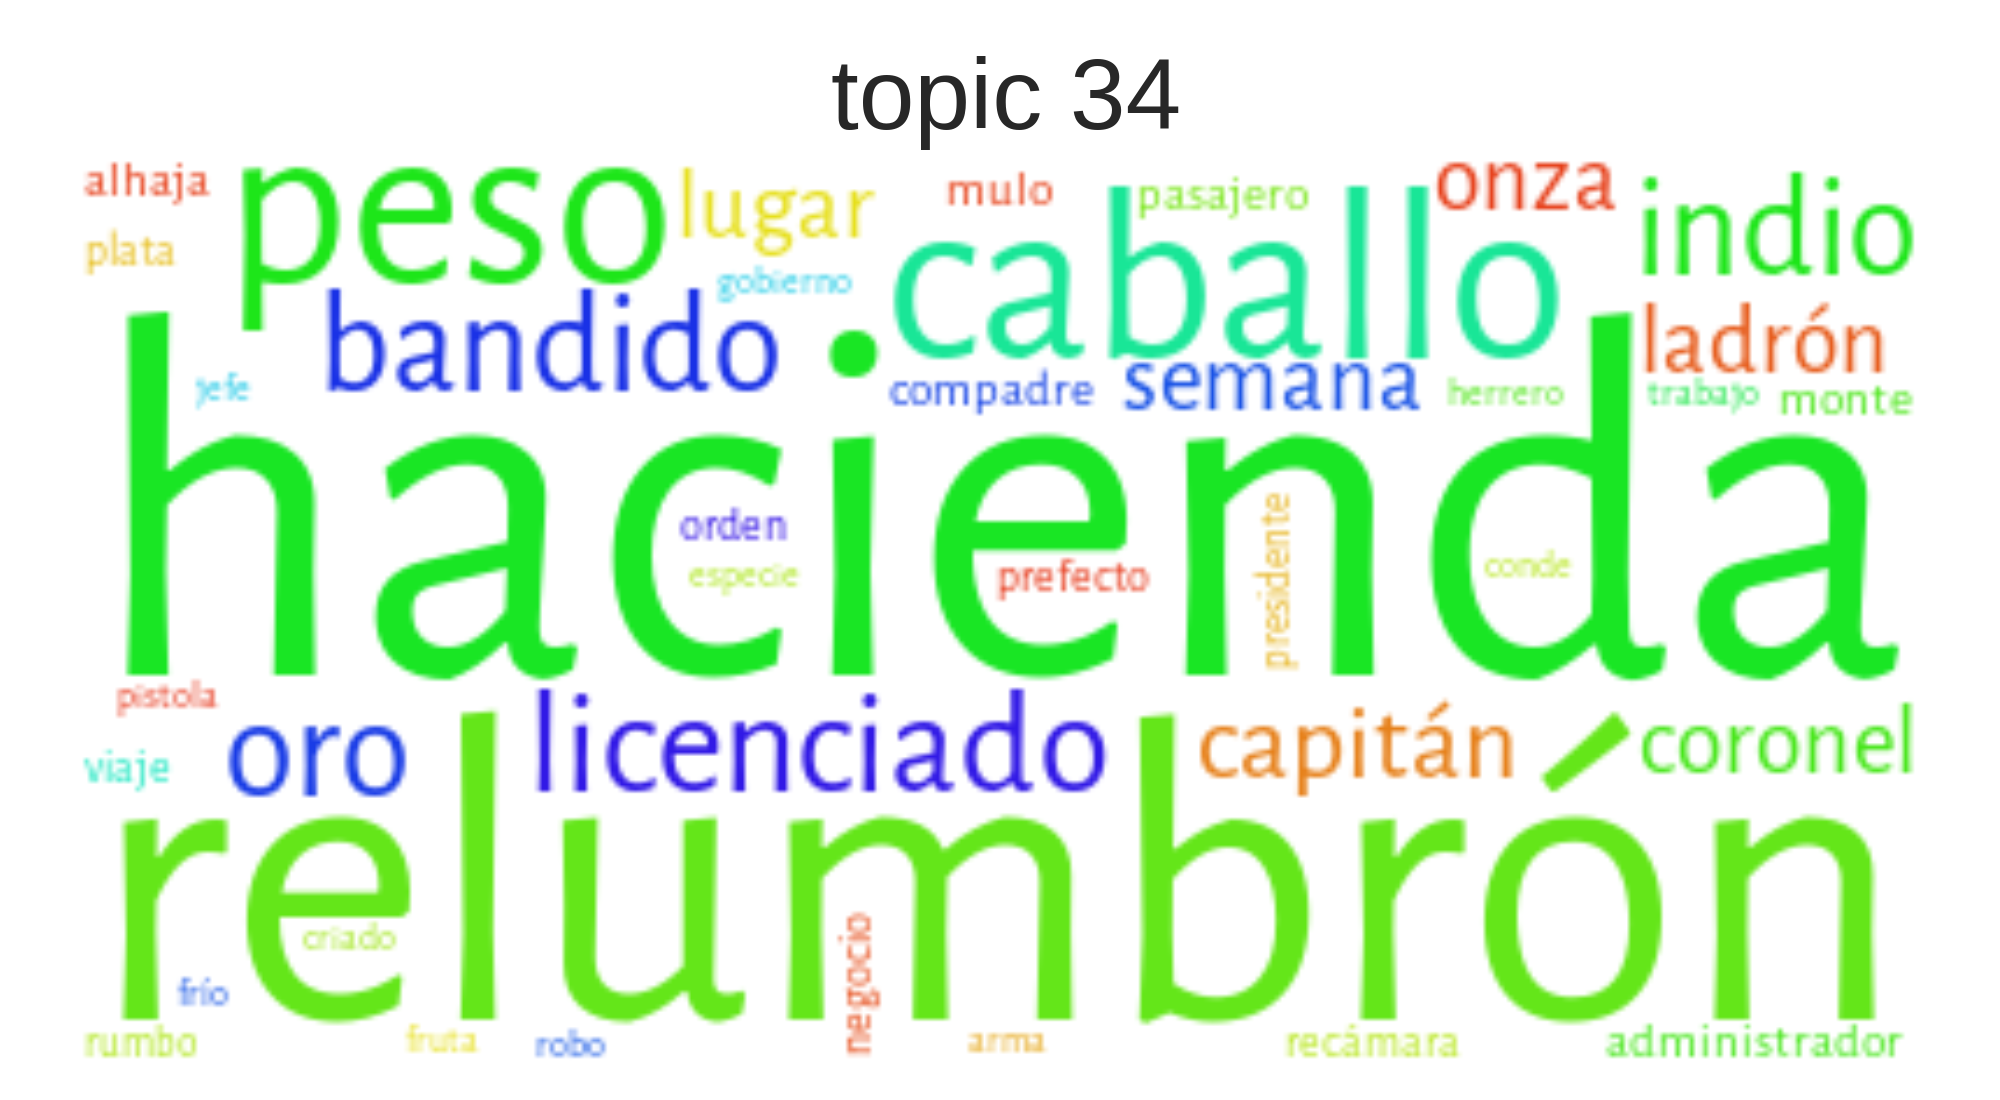 topic 34
alhaja
peso
lugar
mulo
pasajero
onza
indio
plata
gobierno
caballo
bandido
ladrón
jefe
compadre
semana
herrero
trabajo
monte
hacienda
orden
especie
prefecto
presidente
conde
pistola
licenciado
capitán
coronel
viaje
oro
relumbrón
criado
frío
negocio
rumbo
fruta
robo
arma
recámara
administrador